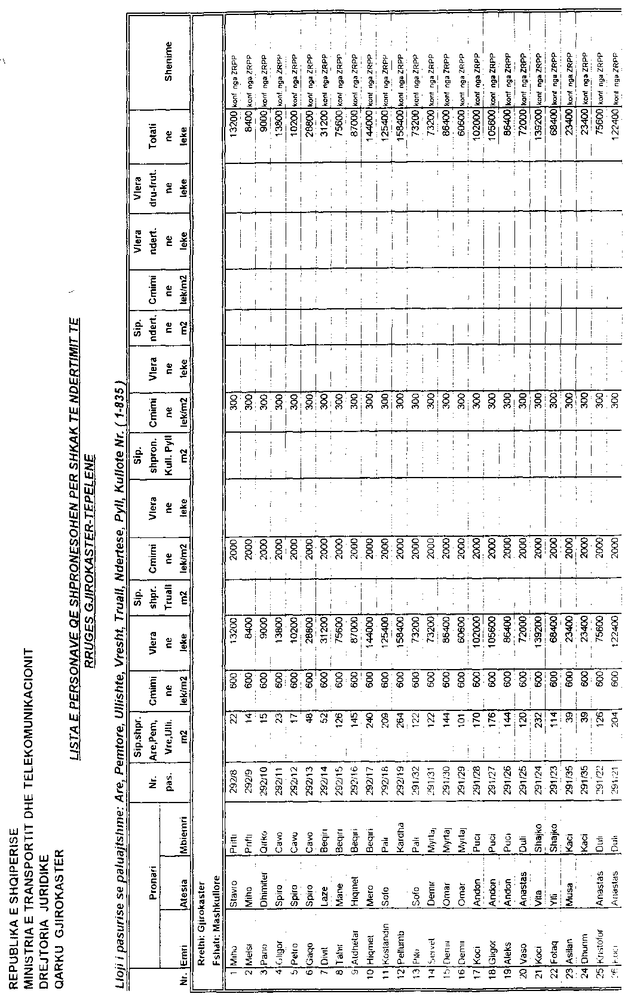 REPUBLIKA E SHQIPERISE
MINISTRIA E TRANSPORTIT DHE TELEKOMUNIKACIONIT
DREJTORIA JURIDIKE
QARKU GJIROKASTER
LISTA E PERSONAVE QE SHPRONESOHEN PER SHKAK TE NDERTIMIT TE
RRUGES GJIROKASTER-TEPELENE
Lloji i pasurise se paluajtshme: Are, Pemtore, Ullishte, Vresht, Truall, Ndertese, Pyll, Kullote Nr. ( 1-835 )
Pronari Nr. Sip.shpr. Cmimi Vlera Sip. Cmimi Vlera Sip. Cmimi Vlera Sip. Cmimi Vlera Vlera Totali Shenime
pas. Are,Pem, ne ne shpr. ne ne shpron. ne ne ndert. ne ndert. dru-frut. ne
Vre,Ulli. Truall Kull. Pyll ne ne ne
Nr. Emri Atesia Mbiemri m2 lek/m2 leke m2 lek/m2 leke m2 lek/m2 leke m2 lek/m2 leke leke leke
Rrethi: Gjirokaster
Fshati: Mashkullore
1 Miho Stavro Prifti 292/8 22 600 13200 2000 300 13200 konf nga ZRPP
2 Melsi Miho Prifti 292/9 14 600 8400 2000 300 8400 konf nga ZRPP
3 Pano Dhimiter Qirko 292/10 15 600 9000 2000 300 9000 konf nga ZRPP
4 Gligor Spiro Cavo 292/11 23 600 13800 2000 300 13800 konf nga ZRPP
5 Petro Spiro Cavo 292/12 17 600 10200 2000 300 10200 konf nga ZRPP
6 Gaqo Spiro Cavo 292/13 48 600 28800 2000 300 28800 konf nga ZRPP
7 Divit Laze Beqiri 292/14 52 600 31200 2000 300 31200 konf nga ZRPP
8 Tahir Mane Beqiri 292/15 126 600 75600 2000 300 75600 konf nga ZRPP
9 Aldhetar Hiqmet Beqiri 292/16 145 600 87000 2000 300 87000 konf nga ZRPP
10 Hiqmet Mero Beqiri 292/17 240 600 144000 2000 300 144000 konf nga ZRPP
11 Kostandin Soto Pali 292/18 209 600 125400 2000 300 125400 konf nga ZRPP
12 Pellumb Kardha 292/19 264 600 158400 2000 300 158400 konf nga ZRPP
13 Pilo Soto Pali 291/32 122 600 73200 2000 300 73200 konf nga ZRPP
14 Servet Demir Myrtaj 291/31 122 600 73200 2000 300 73200 konf nga ZRPP
15 Demir Omar Myrtaj 291/30 144 600 86400 2000 300 86400 konf nga ZRPP
16 Demir Omar Myrtaj 291/29 101 600 60600 2000 300 60600 konf nga ZRPP
17 Koci Andon Puci 291/28 170 600 102000 2000 300 102000 konf nga ZRPP
18 Gligor Andon Puci 291/27 176 600 105600 2000 300 105600 konf nga ZRPP
19 Aleks Andon Puci 291/26 144 600 86400 2000 300 86400 konf nga ZRPP
20 Vaso Anastas Duli 291/25 120 600 72000 2000 300 72000 konf nga ZRPP
21 Koci Vita Shajko 291/24 232 600 139200 2000 300 139200 konf nga ZRPP
22 Fotaq Ylli Shajko 291/23 114 600 68400 2000 300 68400 konf nga ZRPP
23 Asllan Musa Kaci 291/35 39 600 23400 2000 300 23400 konf nga ZRPP
24 Dhurim Kaci 291/35 39 600 23400 2000 300 23400 konf nga ZRPP
25 Kristofor Anastas Duli 291/22 126 600 75600 2000 300 75600 konf nga ZRPP
26 Koci Anastas Duli 291/21 204 600 122400 2000 300 122400 konf nga ZRPP